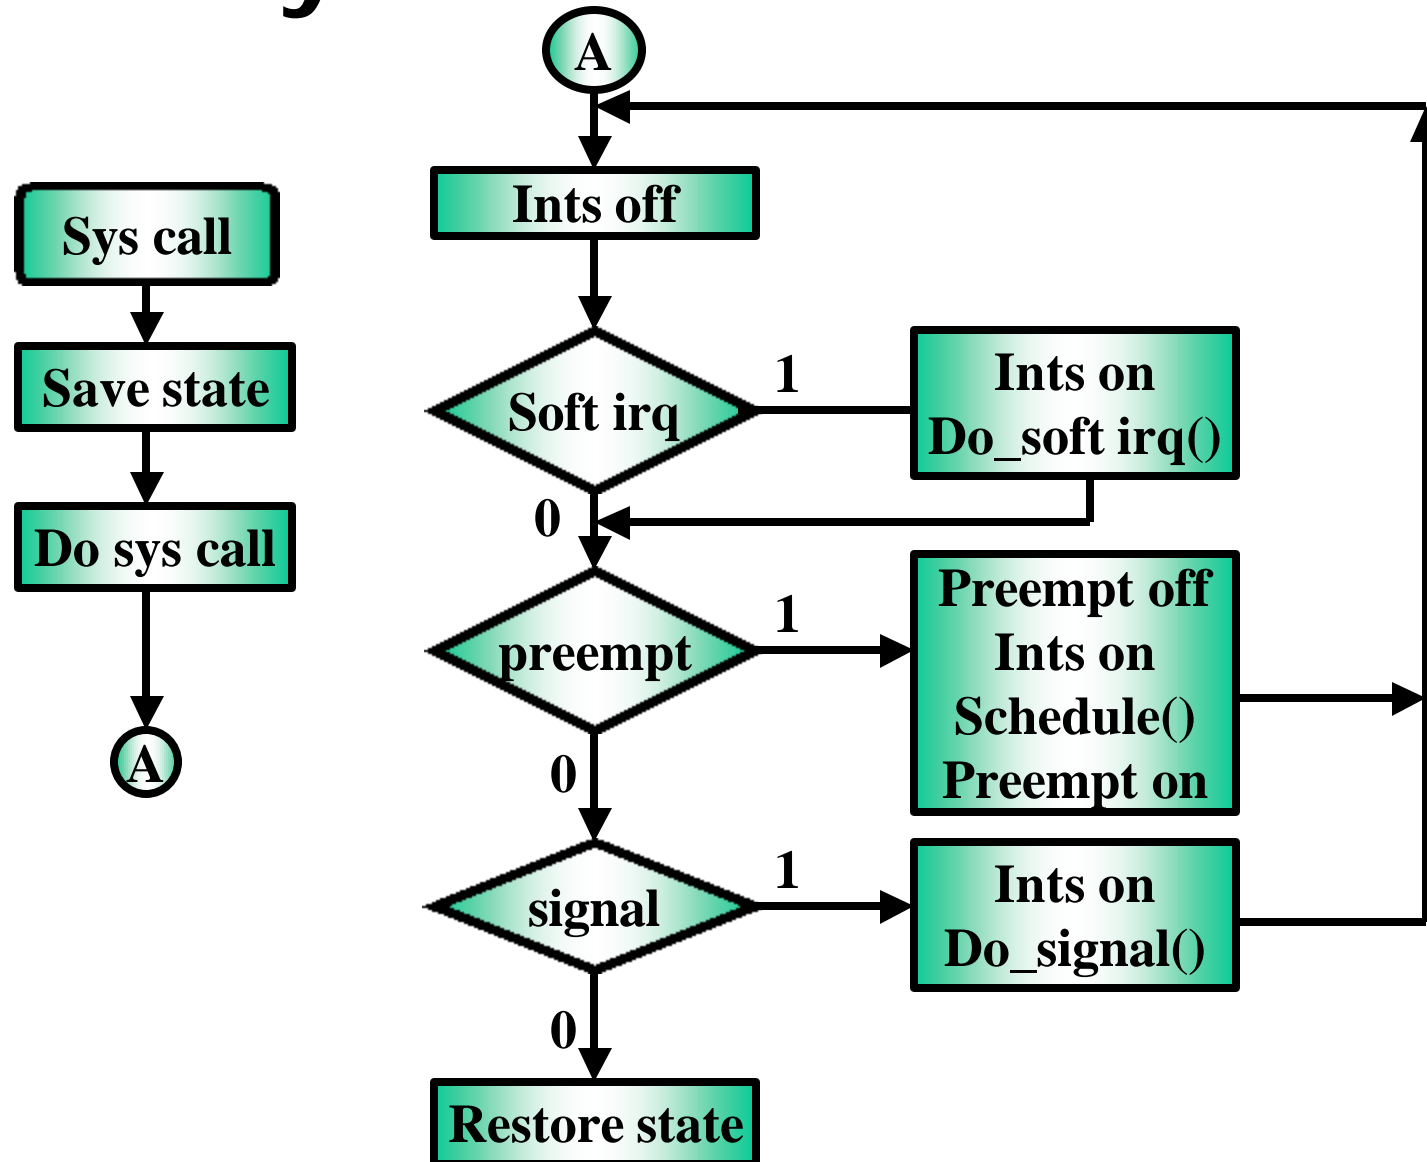 Sys call
Save state
Do sys call
A
A
Ints off
Soft irq
1
Ints on
Do_soft irq()
0
preempt
1
Preempt off
Ints on
Schedule()
Preempt on
0
signal
1
Ints on
Do_signal()
0
Restore state